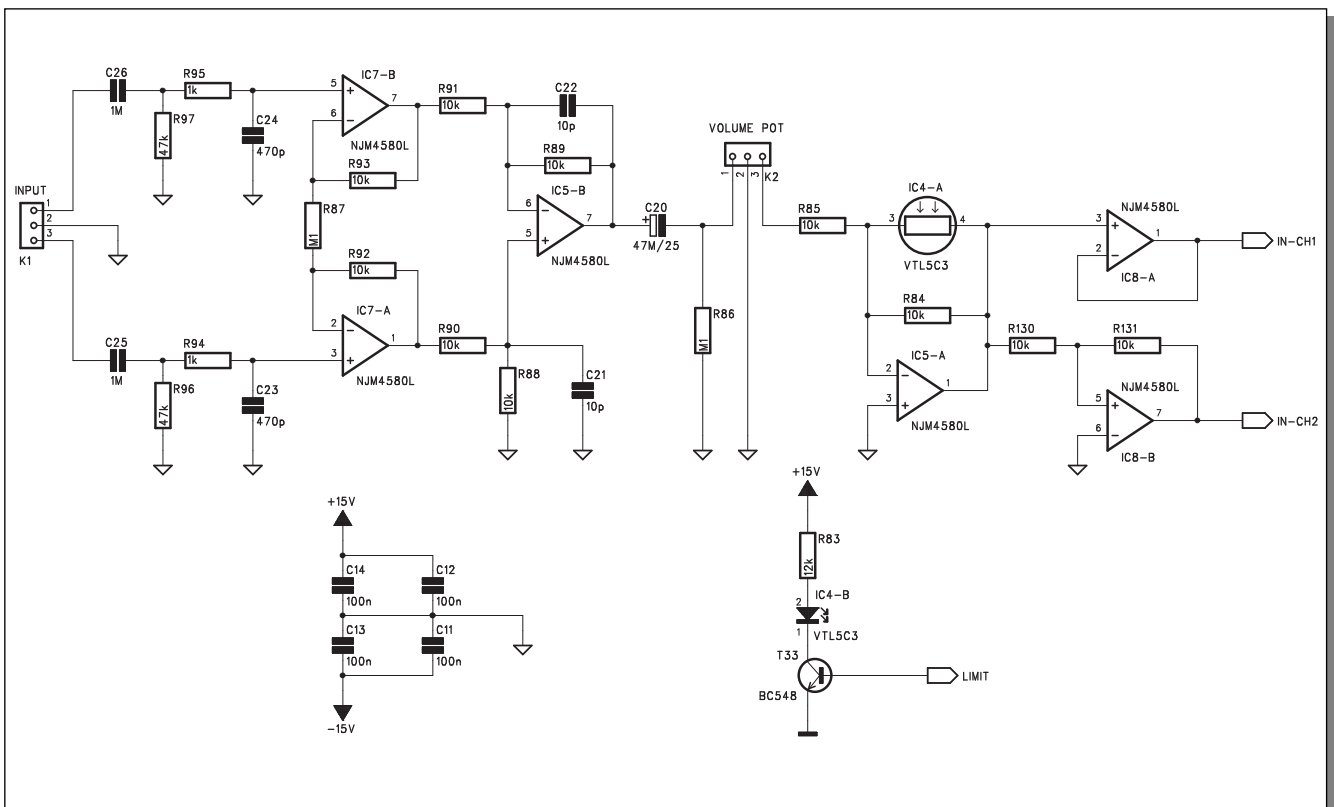 C26
1M
R95
1k
R97
47k
C24
470p
INPUT
1
2
3
K1
IC7-B
5
+
6
−
7
NJM4580L
R93
10k
R87
M1
R92
10k
IC7-A
2
−
3
+
1
NJM4580L
C25
1M
R94
1k
R96
47k
C23
470p
R91
10k
C22
10p
R89
10k
IC5-B
6
−
5
+
7
NJM4580L
R90
10k
R88
10k
C21
10p
C20
+
47M/25
R86
M1
VOLUME POT
1
2
3
K2
R85
10k
IC4-A
3
4
VTL5C3
R84
10k
IC5-A
2
−
3
+
1
NJM4580L
NJM4580L
3
+
2
−
1
IC8-A
IN-CH1
R130
10k
R131
10k
NJM4580L
5
+
6
−
7
IC8-B
IN-CH2
+15V
C14
100n
C12
100n
C13
100n
C11
100n
-15V
+15V
R83
12k
IC4-B
2
1
VTL5C3
T33
BC548
LIMIT